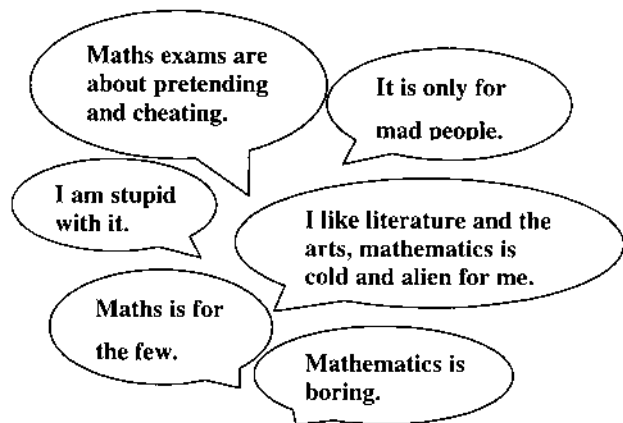 Maths exams are
about pretending
and cheating.
It is only for
mad people.
I am stupid
with it.
I like literature and the
arts, mathematics is
cold and alien for me.
Maths is for
the few.
Mathematics is
boring.